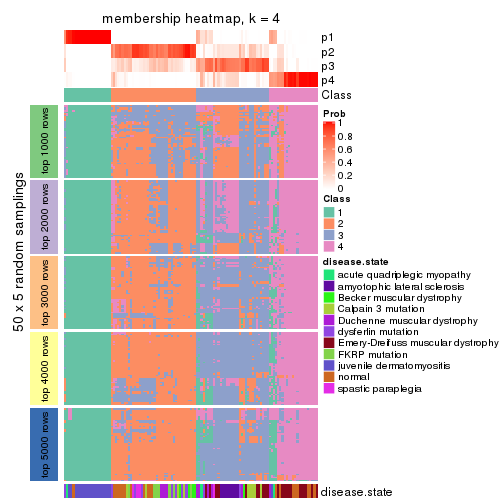 membership heatmap, k = 4
p1
p2
p3
p4
Class
50 x 5 random samplings
top 1000 rows
top 2000 rows
top 3000 rows
top 4000 rows
top 5000 rows
disease.state
Prob
1
0.8
0.6
0.4
0.2
0
Class
1
2
3
4
disease.state
acute quadriplegic myopathy
amyotophic lateral sclerosis
Becker muscular dystrophy
Calpain 3 mutation
Duchenne muscular dystrophy
dysferlin mutation
Emery-Dreifuss muscular dystrophy
FKRP mutation
juvenile dermatomyositis
normal
spastic paraplegia